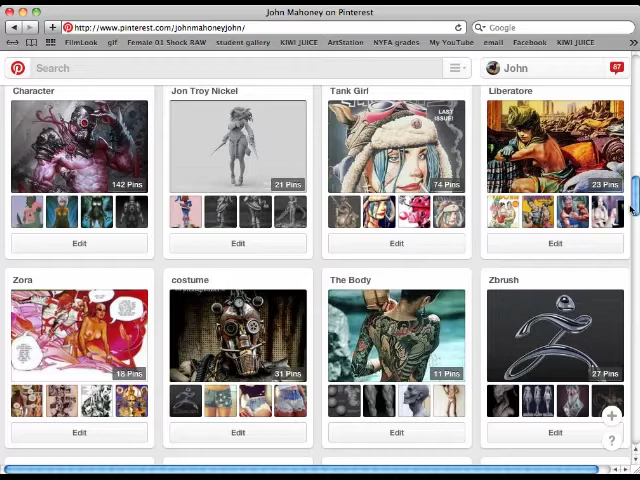 John Mahoney on Pinterest
http://www.pinterest.com/johnmahoneyjohn/
Google
FilmLook gif Female 01 Shock RAW student gallery KIWI JUICE ArtStation NYFA grades My YouTube email Facebook KIWI JUICE
Search
John
87
Character
Jon Troy Nickel
Tank Girl
Liberatore
LAST
ISSUE!
142 Pins
21 Pins
74 Pins
23 Pins
Edit
Edit
Edit
Edit
Zora
costume
The Body
Zbrush
18 Pins
31 Pins
11 Pins
27 Pins
Edit
Edit
Edit
Edit
+
?